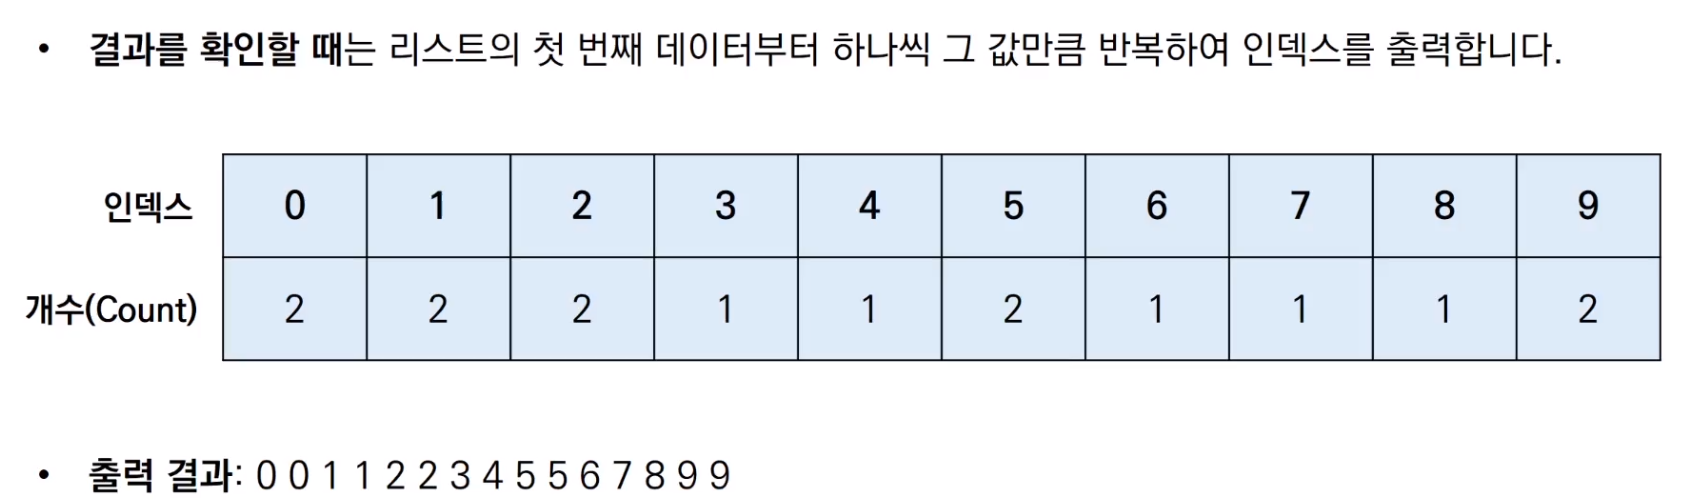 • 결과를 확인할 때는 리스트의 첫 번째 데이터부터 하나씩 그 값만큼 반복하여 인덱스를 출력합니다.
인덱스 0 1 2 3 4 5 6 7 8 9
개수(Count) 2 2 2 1 1 2 1 1 1 2
• 출력 결과: 0 0 1 1 2 2 3 4 5 5 6 7 8 9 9